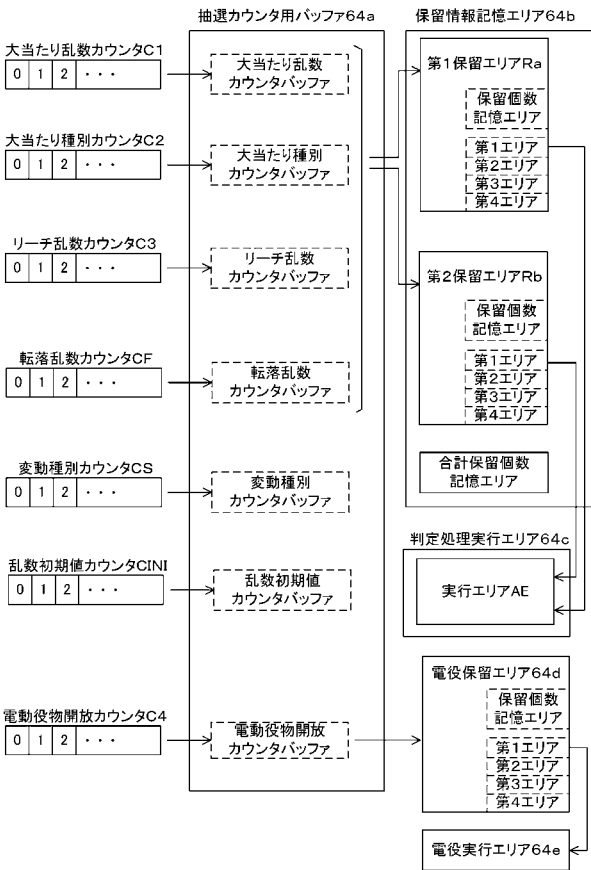 抽選カウンタ用バッファ64a
保留情報記憶エリア64b
大当たり乱数カウンタC1
0 1 2 ・・・
大当たり乱数
カウンタバッファ
大当たり種別カウンタC2
0 1 2 ・・・
大当たり種別
カウンタバッファ
リーチ乱数カウンタC3
0 1 2 ・・・
リーチ乱数
カウンタバッファ
転落乱数カウンタCF
0 1 2 ・・・
転落乱数
カウンタバッファ
変動種別カウンタCS
0 1 2 ・・・
変動種別
カウンタバッファ
乱数初期値カウンタCINI
0 1 2 ・・・
乱数初期値
カウンタバッファ
電動役物開放カウンタC4
0 1 2 ・・・
電動役物開放
カウンタバッファ
第1保留エリアRa
保留個数
記憶エリア
第1エリア
第2エリア
第3エリア
第4エリア
第2保留エリアRb
保留個数
記憶エリア
第1エリア
第2エリア
第3エリア
第4エリア
合計保留個数
記憶エリア
判定処理実行エリア64c
実行エリアAE
電役保留エリア64d
保留個数
記憶エリア
第1エリア
第2エリア
第3エリア
第4エリア
電役実行エリア64e